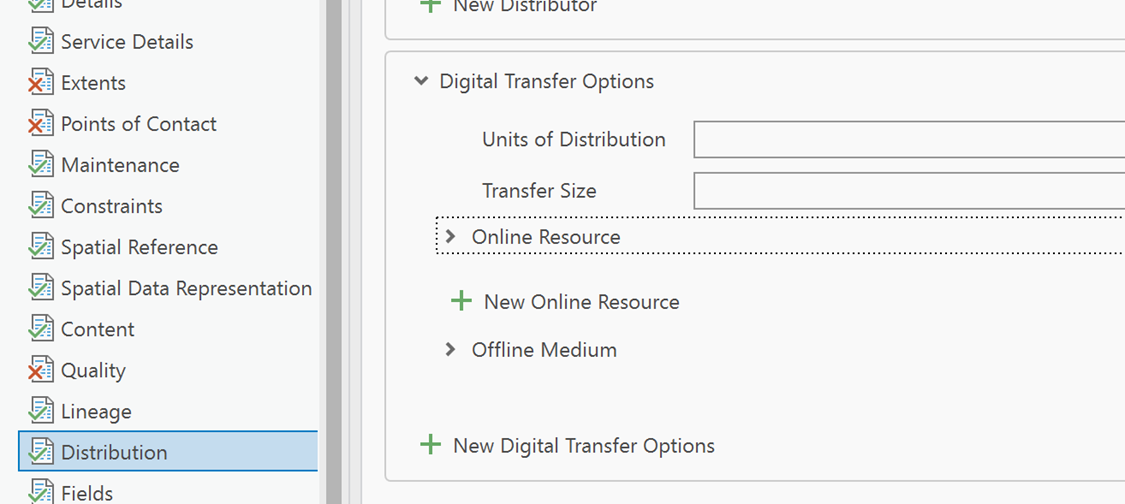 Details
Service Details
Extents
Points of Contact
Maintenance
Constraints
Spatial Reference
Spatial Data Representation
Content
Quality
Lineage
Distribution
Fields
New Distributor
Digital Transfer Options
Units of Distribution
Transfer Size
Online Resource
New Online Resource
Offline Medium
New Digital Transfer Options